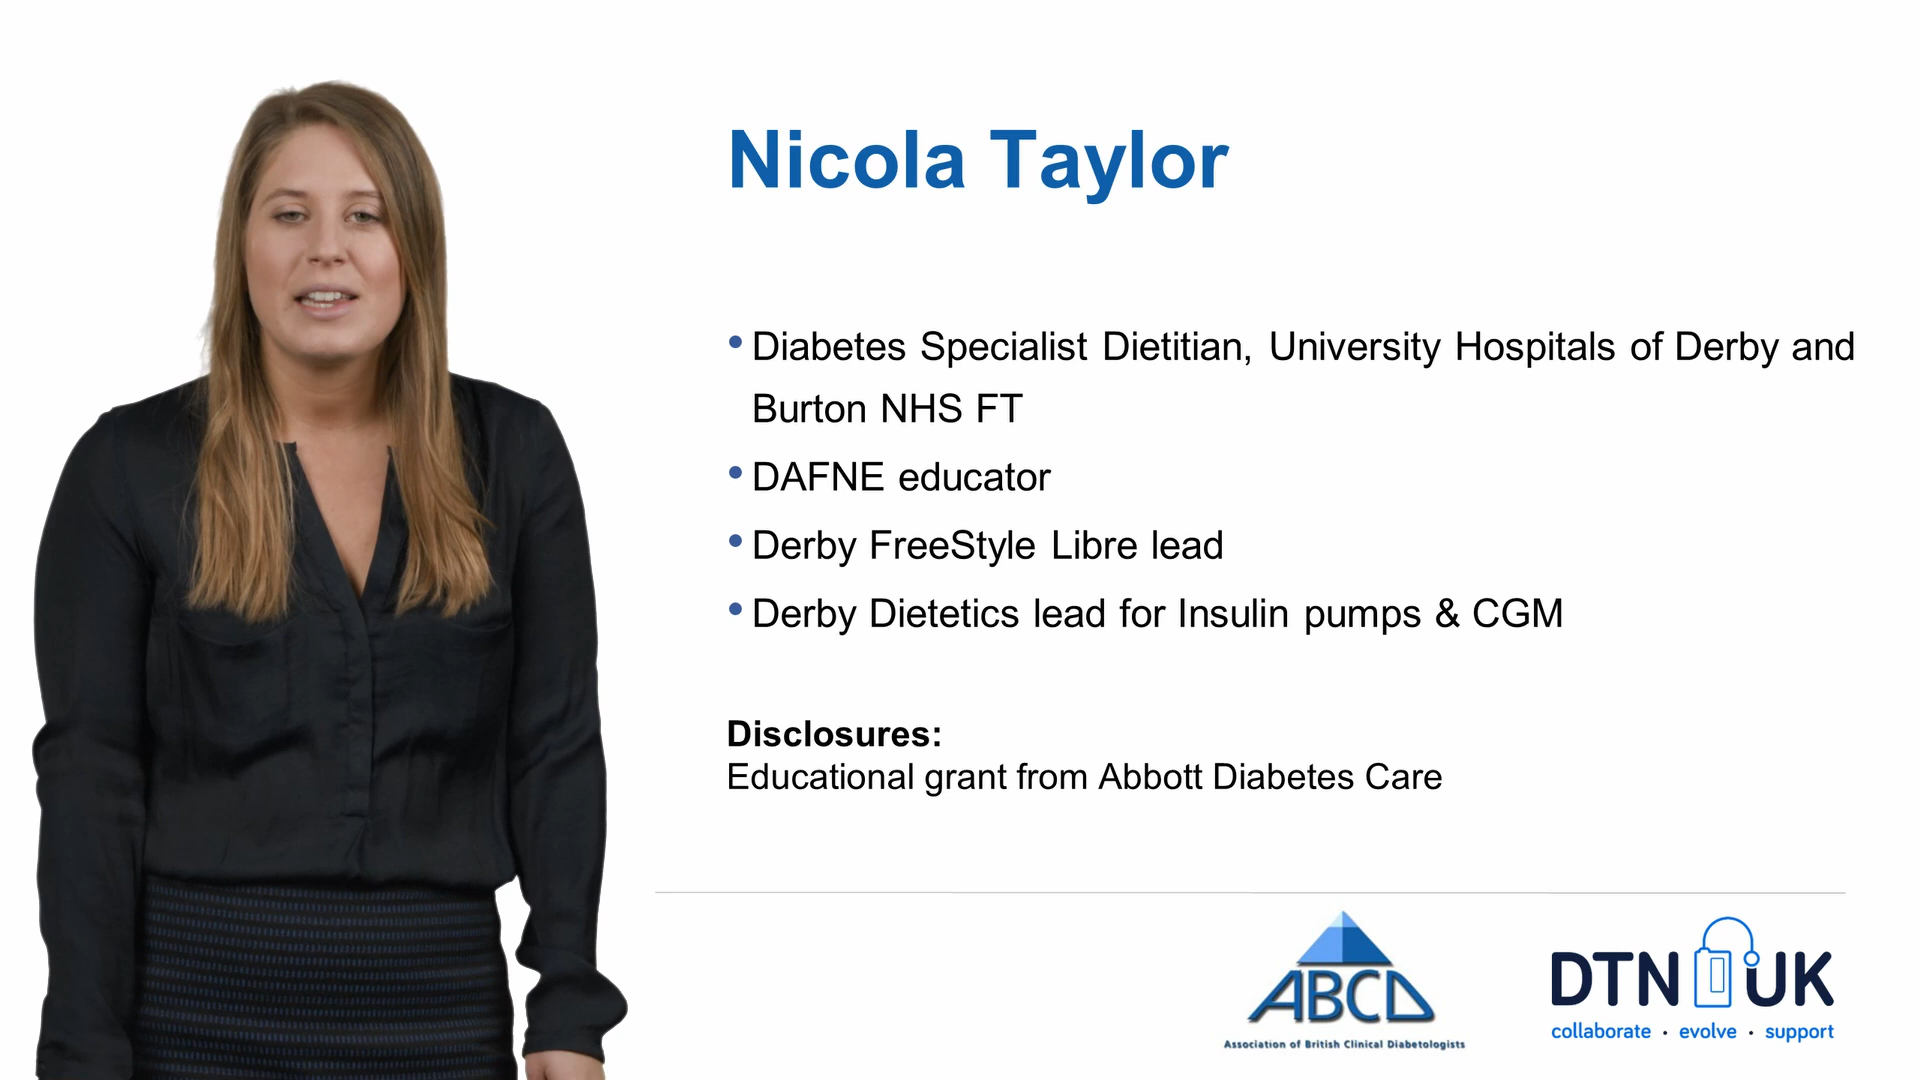 Nicola Taylor
• Diabetes Specialist Dietitian, University Hospitals of Derby and
Burton NHS FT
• DAFNE educator
• Derby FreeStyle Libre lead
• Derby Dietetics lead for Insulin pumps & CGM
Disclosures:
Educational grant from Abbott Diabetes Care
ABCD
Association of British Clinical Diabetologists
DTN UK
collaborate • evolve • support